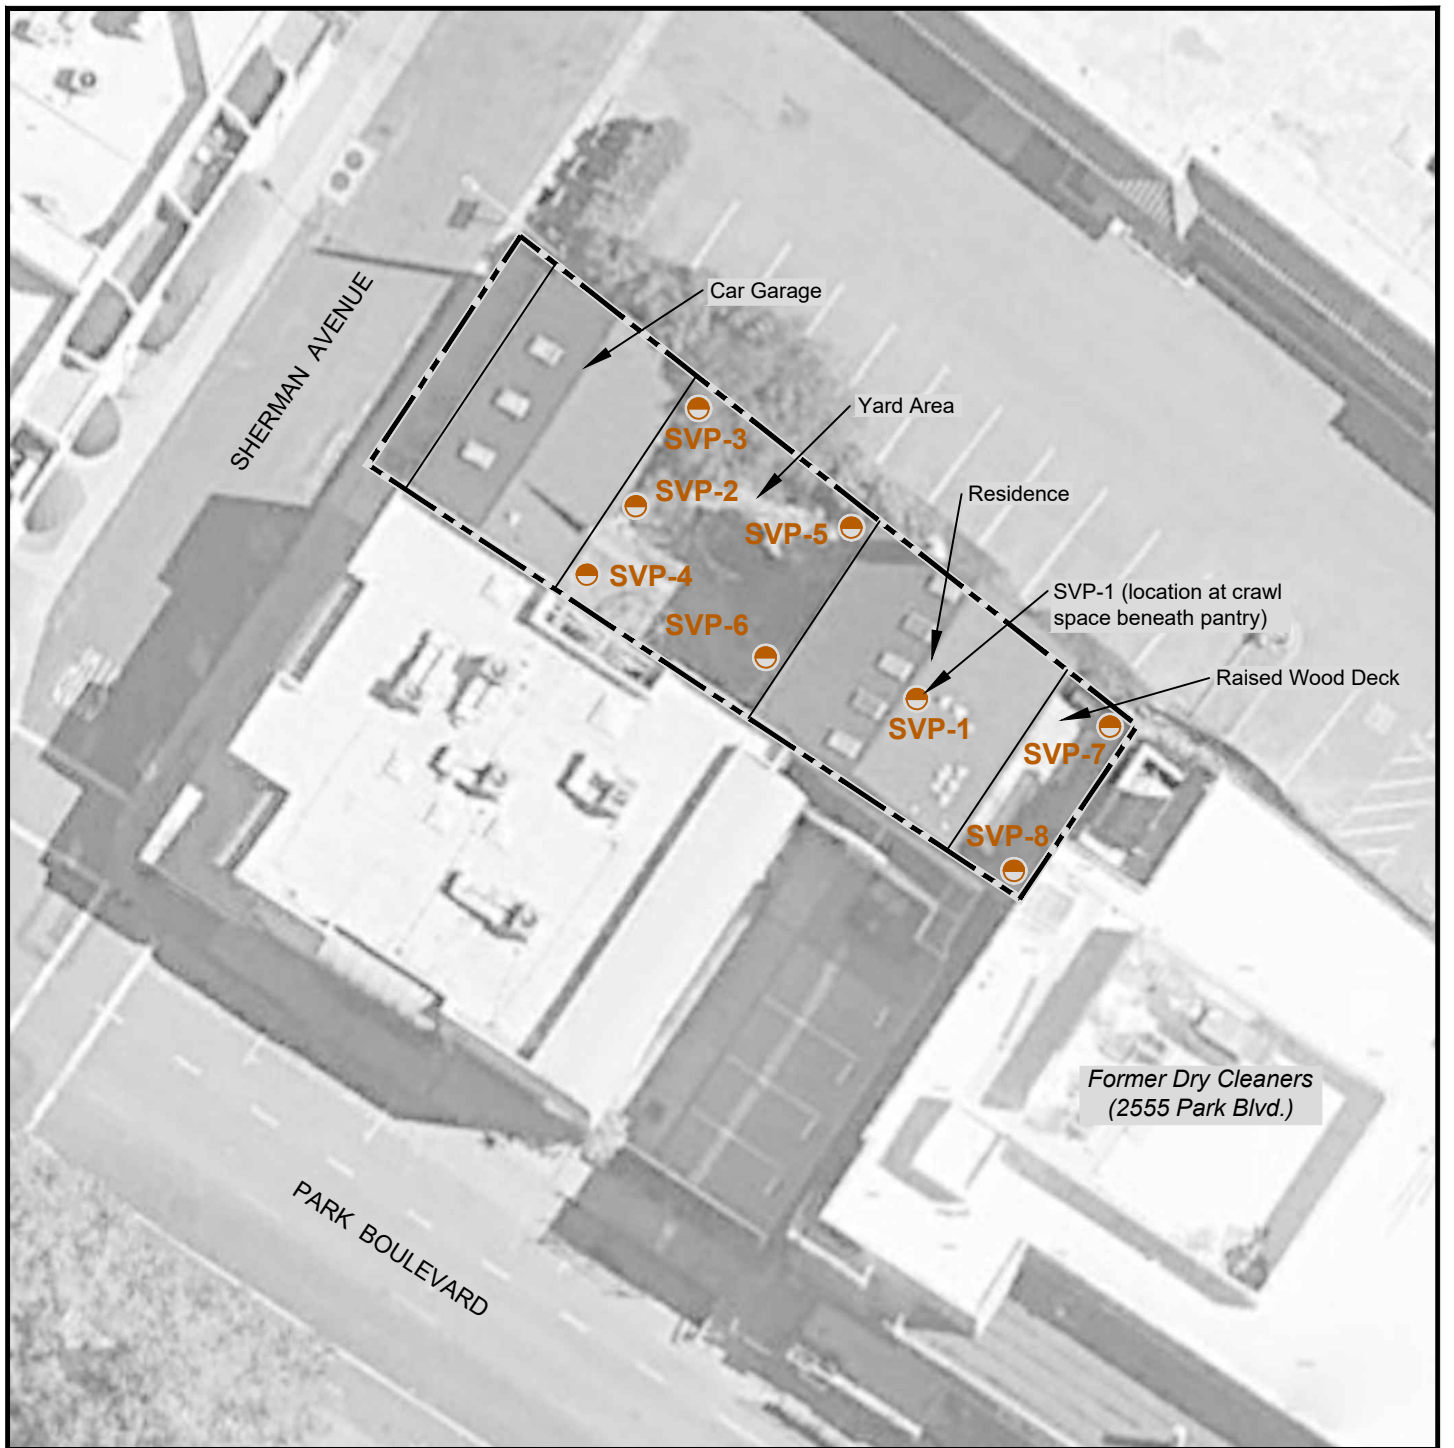 Car Garage
SHERMAN AVENUE
Yard Area
SVP-3
SVP-2
Residence
SVP-5
SVP-4
SVP-1 (location at crawl
space beneath pantry)
SVP-6
Raised Wood Deck
SVP-1
SVP-7
SVP-8
Former Dry Cleaners
(2555 Park Blvd.)
PARK BOULEVARD